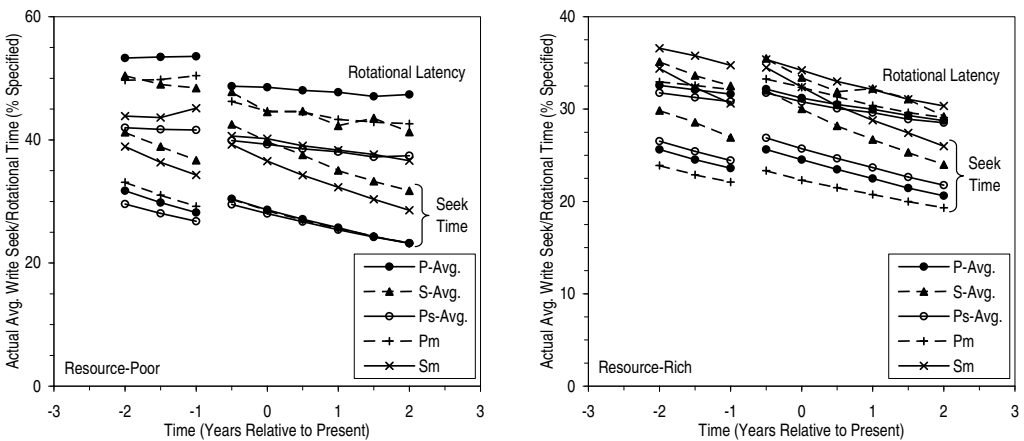 Actual Avg. Write Seek/Rotational Time (% Specified)
60
40
20
0
Rotational Latency
Seek
Time
P-Avg.
S-Avg.
Ps-Avg.
Pm
Sm
Resource-Poor
-3 -2 -1 0 1 2 3
Time (Years Relative to Present)
Actual Avg. Write Seek/Rotational Time (% Specified)
40
30
20
10
0
Rotational Latency
Seek
Time
P-Avg.
S-Avg.
Ps-Avg.
Pm
Sm
Resource-Rich
-3 -2 -1 0 1 2 3
Time (Years Relative to Present)